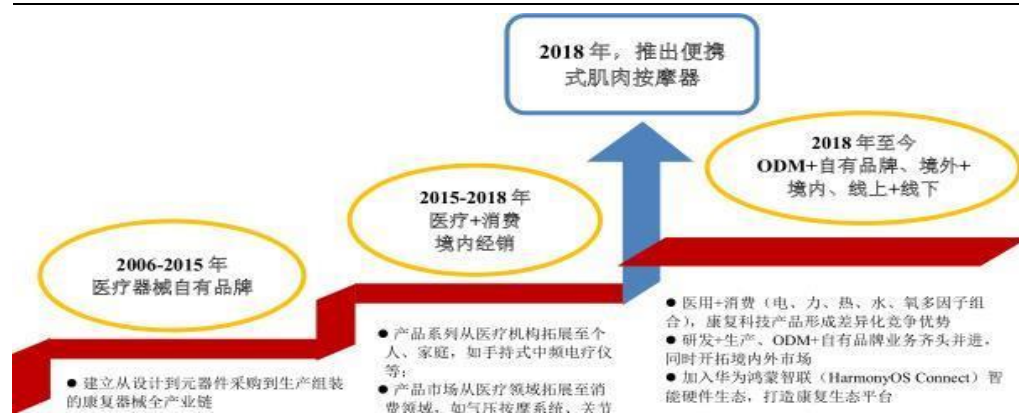 2018 年，推出便携
式肌肉按摩器
2018 年至今
ODM+自有品牌、境外+
境内、线上+线下
2015-2018 年
医疗+消费
境内经销
2006-2015 年
医疗器械自有品牌
● 建立从设计到元器件采购到生产组装
的康复器械全产业链
● 产品系列从医疗机构拓展至个
人、家庭，如手持式中频电疗仪
等；
● 产品市场从医疗领域拓展至消
费领域，如气压按摩系统、关节
● 医用+消费（电、力、热、水、氧多因子组
合），康复科技产品形成差异化竞争优势
● 研发+生产、ODM+自有品牌业务齐头并进，
同时开拓境内外市场
● 加入华为鸿蒙智联（HarmonyOS Connect）智
能硬件生态，打造康复生态平台